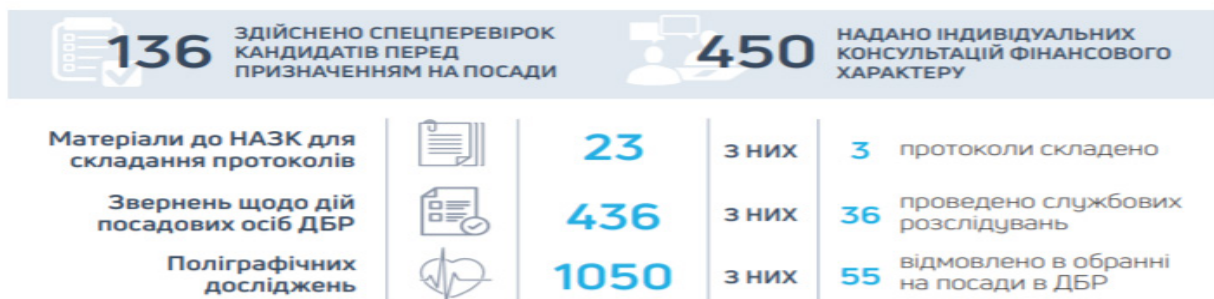 136
ЗДІЙСНЕНО СПЕЦПЕРЕВІРОК
КАНДИДАТІВ ПЕРЕД
ПРИЗНАЧЕННЯМ НА ПОСАДИ
450
НАДАНО ІНДИВІДУАЛЬНИХ
КОНСУЛЬТАЦІЙ ФІНАНСОВОГО
ХАРАКТЕРУ
Матеріали до НАЗК для
складання протоколів
23
З НИХ
3
протоколи складено
Звернень щодо дій
посадових осіб ДБР
436
З НИХ
36
проведено службових
розслідувань
Поліграфічних
досліджень
1050
З НИХ
55
відмовлено в обранні
на посади в ДБР